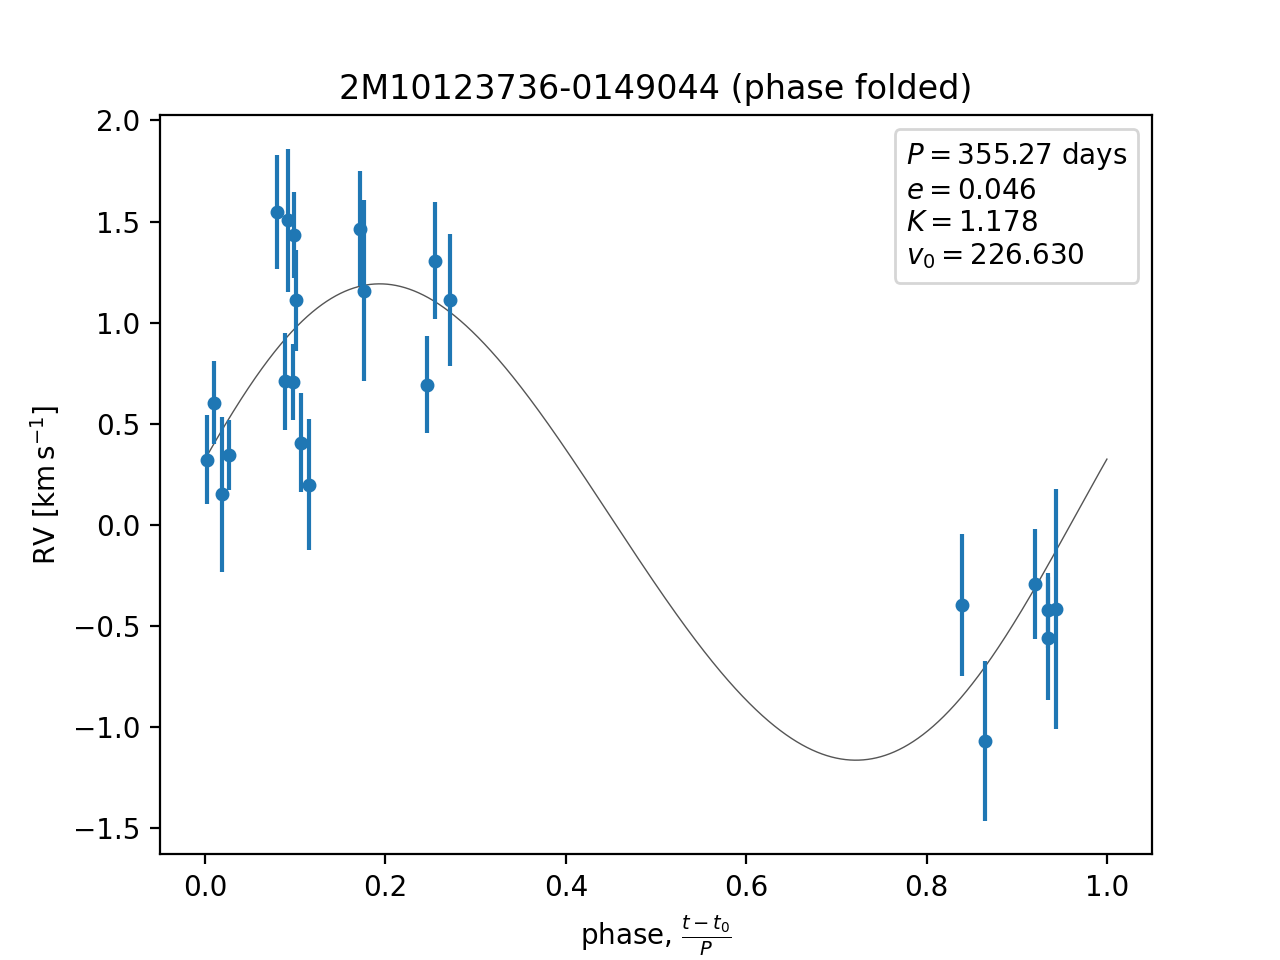 2M10123736-0149044 (phase folded)
P = 355.27 days
e = 0.046
K = 1.178
v₀ = 226.630
RV [km s⁻¹]
2.0
1.5
1.0
0.5
0.0
−0.5
−1.0
−1.5
0.0 0.2 0.4 0.6 0.8 1.0
phase, (t − t₀)/P